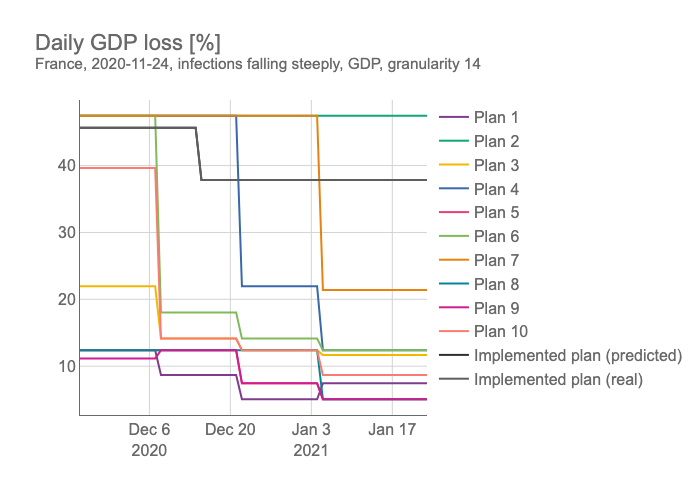 Daily GDP loss [%]
France, 2020-11-24, infections falling steeply, GDP, granularity 14
40
30
20
10
Dec 6
2020
Dec 20
Jan 3
2021
Jan 17
Plan 1
Plan 2
Plan 3
Plan 4
Plan 5
Plan 6
Plan 7
Plan 8
Plan 9
Plan 10
Implemented plan (predicted)
Implemented plan (real)